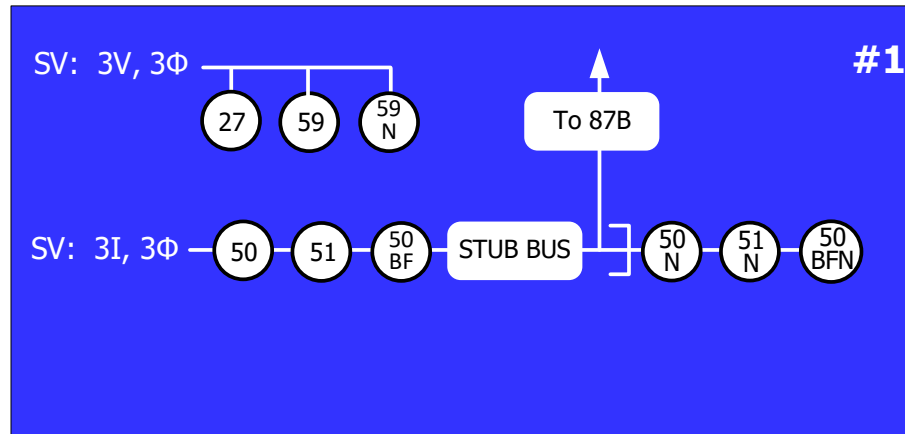 SV: 3V, 3Φ
#1
27
59
59
N
To 87B
SV: 3I, 3Φ
50
51
50
BF
STUB BUS
50
N
51
N
50
BFN